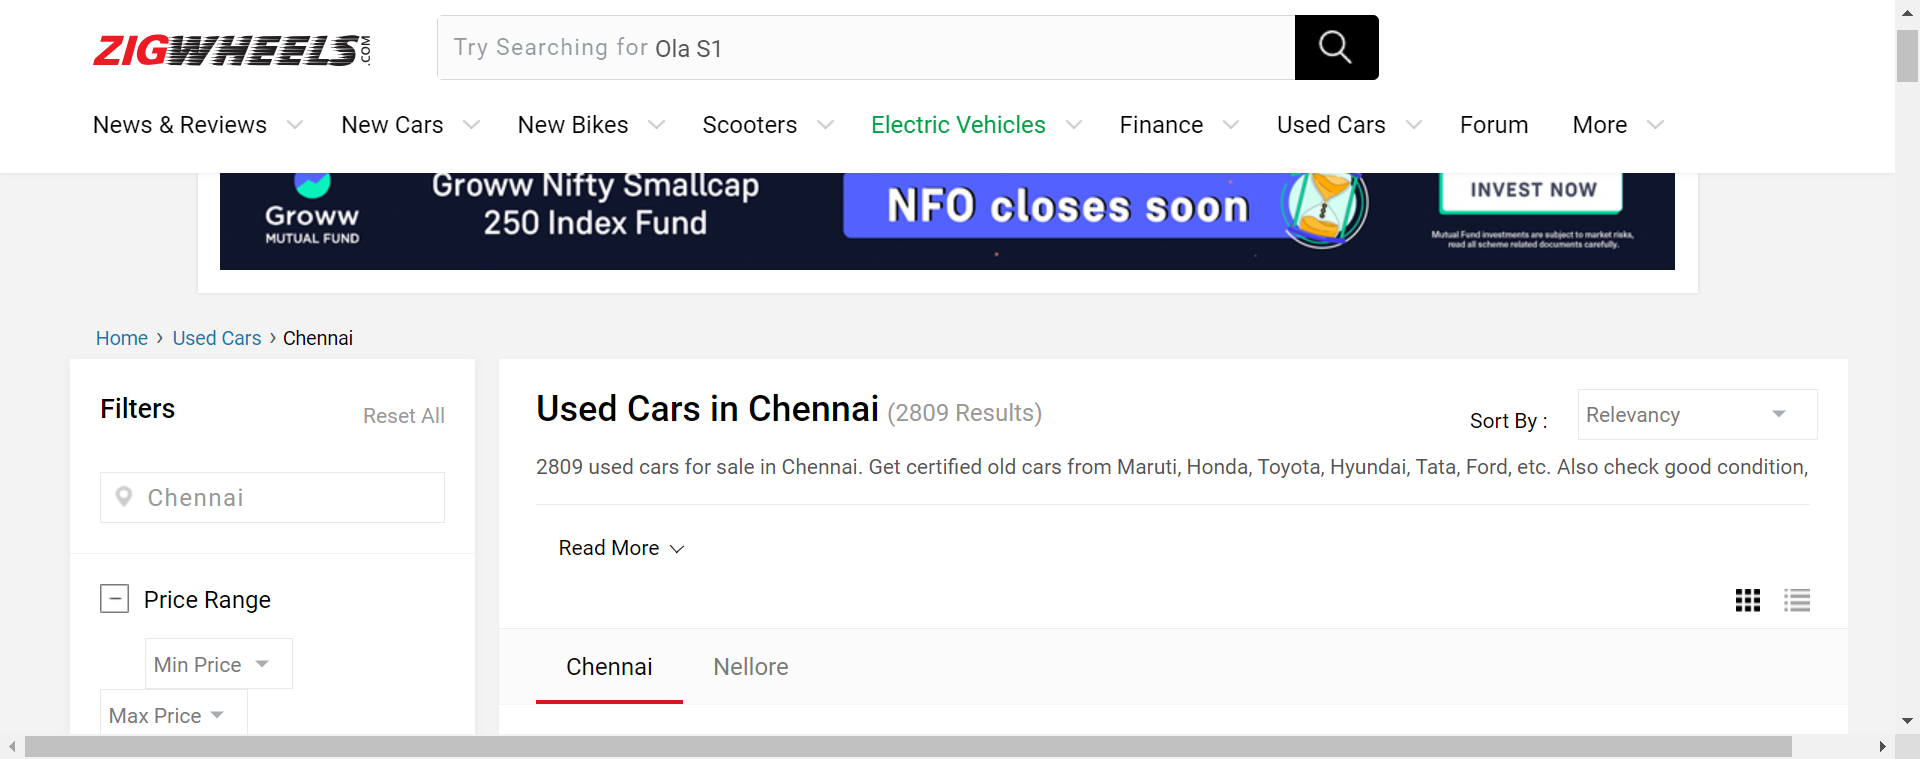 ZIGWHEELS.COM
Try Searching for Ola S1
News & Reviews New Cars New Bikes Scooters Electric Vehicles Finance Used Cars Forum More
Groww
MUTUAL FUND
Groww Nifty Smallcap
250 Index Fund
NFO closes soon
INVEST NOW
Mutual Fund investments are subject to market risks,
read all scheme related documents carefully.
Home › Used Cars › Chennai
Filters
Reset All
Chennai
Price Range
Min Price
Max Price
Used Cars in Chennai (2809 Results)
Sort By :
Relevancy
2809 used cars for sale in Chennai. Get certified old cars from Maruti, Honda, Toyota, Hyundai, Tata, Ford, etc. Also check good condition,
Read More
Chennai
Nellore